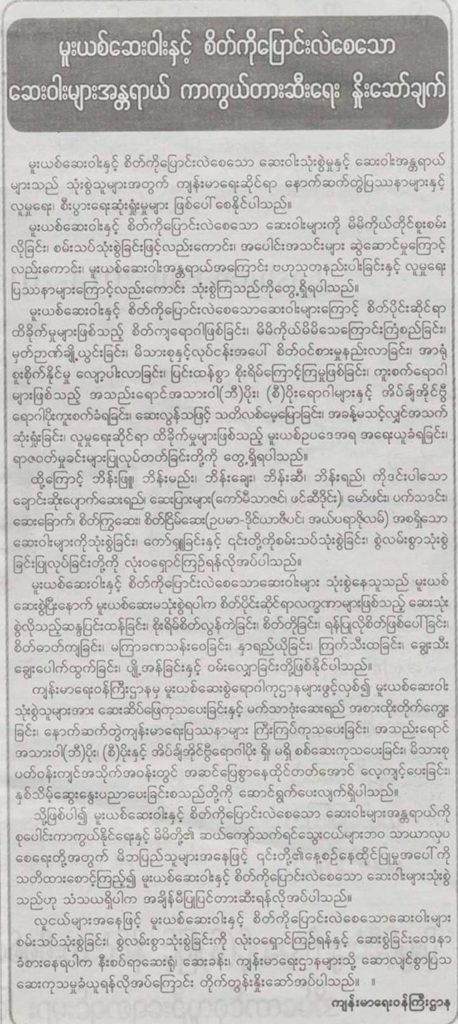 မူးယစ်ဆေးဝါးနှင့် စိတ်ကိုပြောင်းလဲစေသော
ဆေးဝါးများအန္တရာယ် ကာကွယ်တားဆီးရေး နှိုးဆော်ချက်
မူးယစ်ဆေးဝါးနှင့် စိတ်ကိုပြောင်းလဲစေသော ဆေးဝါးသုံးစွဲမှုနှင့် ဆေးဝါးအန္တရာယ်
များသည် သုံးစွဲသူများအတွက် ကျန်းမာရေးဆိုင်ရာ နောက်ဆက်တွဲပြဿနာများနှင့်
လူမှုရေး၊ စီးပွားရေးဆုံးရှုံးမှုများ ဖြစ်ပေါ်စေနိုင်ပါသည်။
မူးယစ်ဆေးဝါးနှင့် စိတ်ကိုပြောင်းလဲစေသော ဆေးဝါးများကို မိမိကိုယ်တိုင်စူးစမ်း
လိုခြင်း၊ စမ်းသပ်သုံးစွဲခြင်းဖြင့်လည်းကောင်း၊ အပေါင်းအသင်းများ ဆွဲဆောင်မှုကြောင့်
လည်းကောင်း၊ မူးယစ်ဆေးဝါးအန္တရာယ်အကြောင်း ဗဟုသုတနည်းပါးခြင်းနှင့် လူမှုရေး
ပြဿနာများကြောင့်လည်းကောင်း သုံးစွဲကြသည်ကိုတွေ့ရှိရပါသည်။
မူးယစ်ဆေးဝါးနှင့် စိတ်ကိုပြောင်းလဲစေသောဆေးဝါးများကြောင့် စိတ်ပိုင်းဆိုင်ရာ
ထိခိုက်မှုများဖြစ်သည့် စိတ်ကျရောဂါဖြစ်ခြင်း၊ မိမိကိုယ်မိမိသေကြောင်းကြံစည်ခြင်း၊
မှတ်ဉာဏ်ချို့ယွင်းခြင်း၊ မိသားစုနှင့်လုပ်ငန်းအပေါ် စိတ်ဝင်စားမှုနည်းလာခြင်း၊ အာရုံ
စူးစိုက်နိုင်မှု လျော့ပါးလာခြင်း၊ ပြင်းထန်စွာ စိုးရိမ်ကြောင့်ကြမှုဖြစ်ခြင်း၊ ကူးစက်ရောဂါ
များဖြစ်သည့် အသည်းရောင်အသားဝါ(ဘီ)ပိုး၊ (စီ)ပိုးရောဂါများနှင့် အိပ်ချ်အိုင်ဗွီ
ရောဂါပိုးကူးစက်ခံရခြင်း၊ ဆေးလွန်သဖြင့် သတိလစ်မေ့မြောခြင်း၊ အခန့်မသင့်လျှင်အသက်
ဆုံးရှုံးခြင်း၊ လူမှုရေးဆိုင်ရာ ထိခိုက်မှုများဖြစ်သည့် မူးယစ်ဥပဒေအရ အရေးယူခံရခြင်း၊
ရာဇဝတ်မှုခင်းများပြုလုပ်တတ်ခြင်းတို့ကို တွေ့ရှိရပါသည်။
ထို့ကြောင့် ဘိန်းဖြူ၊ ဘိန်းမည်း၊ ဘိန်းချေး၊ ဘိန်းဆီ၊ ဘိန်းရည်၊ ကိုဒင်းပါသော
ချောင်းဆိုးပျောက်ဆေးရည်၊ ဆေးပြားများ(ကော်မီသာဇင်၊ ဖင်ဆီဒိုင်း)၊ မော်ဖင်း၊ ပက်သဒင်း၊
ဆေးခြောက်၊ စိတ်ကြွဆေး၊ စိတ်ငြိမ်ဆေး(ဥပမာ-ဒိုင်ယာဇီပင်၊ အယ်ပရာဇိုလမ်) အစရှိသော
ဆေးများကိုသုံးစွဲခြင်း၊ တော်ရှူခြင်းနှင့် ၎င်းတို့ကိုစမ်းသပ်သုံးစွဲခြင်း၊ စွဲလမ်းစွာသုံးစွဲ
ခြင်းပြုလုပ်ခြင်းတို့ကို လုံးဝရှောင်ကြဉ်ရန်လိုအပ်ပါသည်။
မူးယစ်ဆေးဝါးနှင့် စိတ်ကိုပြောင်းလဲစေသောဆေးဝါးများ သုံးစွဲနေသူသည် မူးယစ်
ဆေးစွဲပြီးနောက် မူးယစ်ဆေးမသုံးစွဲရပါက စိတ်ပိုင်းဆိုင်ရာလက္ခဏာများဖြစ်သည့် ဆေးသုံး
စွဲလိုသည့်ဆန္ဒပြင်းထန်ခြင်း၊ စိုးရိမ်စိတ်လွန်ကဲခြင်း၊ စိတ်တိုခြင်း၊ ရန်ပြုလိုစိတ်ဖြစ်ပေါ်ခြင်း၊
စိတ်ဓာတ်ကျခြင်း၊ မကြာခဏသန်းဝေခြင်း၊ နှာရည်ယိုခြင်း၊ ကြက်သီးထခြင်း၊ ချွေးသီး
ချွေးပေါက်ထွက်ခြင်း၊ ပျို့အန်ခြင်းနှင့် ဝမ်းလျှောခြင်းတို့ဖြစ်နိုင်ပါသည်။
ကျန်းမာရေးဝန်ကြီးဌာနမှ မူးယစ်ဆေးစွဲရောဂါကုဌာနများဖွင့်လှစ်၍ မူးယစ်ဆေးဝါး
သုံးစွဲသူများအား ဆေးဆိပ်ဖြေကုသပေးခြင်းနှင့် မက်သာဒုံးဆေးရည် အစားထိုးတိုက်ကျွေး
ခြင်း၊ နောက်ဆက်တွဲကျန်းမာရေးပြဿနာများ ကြိုးကြပ်ကုသပေးခြင်း၊ အသည်းရောင်
အသားဝါ(ဘီ)ပိုး၊ (စီ)ပိုးနှင့် အိပ်ချ်အိုင်ဗွီရောဂါပိုး ရှိ၊ မရှိ စစ်ဆေးကုသပေးခြင်း၊ မိသားစု
ပတ်ဝန်းကျင်အသိုက်အဝန်းတွင် အဆင်ပြေစွာနေထိုင်တတ်အောင် လေ့ကျင့်ပေးခြင်း၊
နှစ်သိမ့်ဆွေးနွေးပညာပေးခြင်းစသည်တို့ကို ဆောင်ရွက်ပေးလျက်ရှိပါသည်။
သို့ဖြစ်ပါ၍ မူးယစ်ဆေးဝါးနှင့် စိတ်ကိုပြောင်းလဲစေသော ဆေးဝါးများအန္တရာယ်ကို
စုပေါင်းကာကွယ်နိုင်ရေးနှင့် မိမိတို့၏ ဆယ်ကျော်သက်ရင်သွေးငယ်များဘဝ သာယာလှပ
စေရေးတို့အတွက် မိဘပြည်သူများအနေဖြင့် ၎င်းတို့၏နေ့စဉ်နေထိုင်ပြုမူအပေါ်ကို
သတိထားစောင့်ကြည့်၍ မူးယစ်ဆေးဝါးနှင့် စိတ်ကိုပြောင်းလဲစေသော ဆေးဝါးများသုံးစွဲ
သည်ဟု သံသယရှိပါက အချိန်မီပြုပြင်တားဆီးရန်လိုအပ်ပါသည်။
လူငယ်များအနေဖြင့် မူးယစ်ဆေးဝါးနှင့် စိတ်ကိုပြောင်းလဲစေသောဆေးဝါးများ
စမ်းသပ်သုံးစွဲခြင်း၊ စွဲလမ်းစွာသုံးစွဲခြင်းကို လုံးဝရှောင်ကြဉ်ရန်နှင့် ဆေးစွဲခြင်းဝေဒနာ
ခံစားနေရပါက နီးစပ်ရာဆေးရုံ၊ ဆေးခန်း၊ ကျန်းမာရေးဌာနများသို့ ဆောလျင်စွာပြသ
ဆေးကုသမှုခံယူရန်လိုအပ်ကြောင်း တိုက်တွန်းနှိုးဆော်အပ်ပါသည်။ ။
ကျန်းမာရေးဝန်ကြီးဌာန